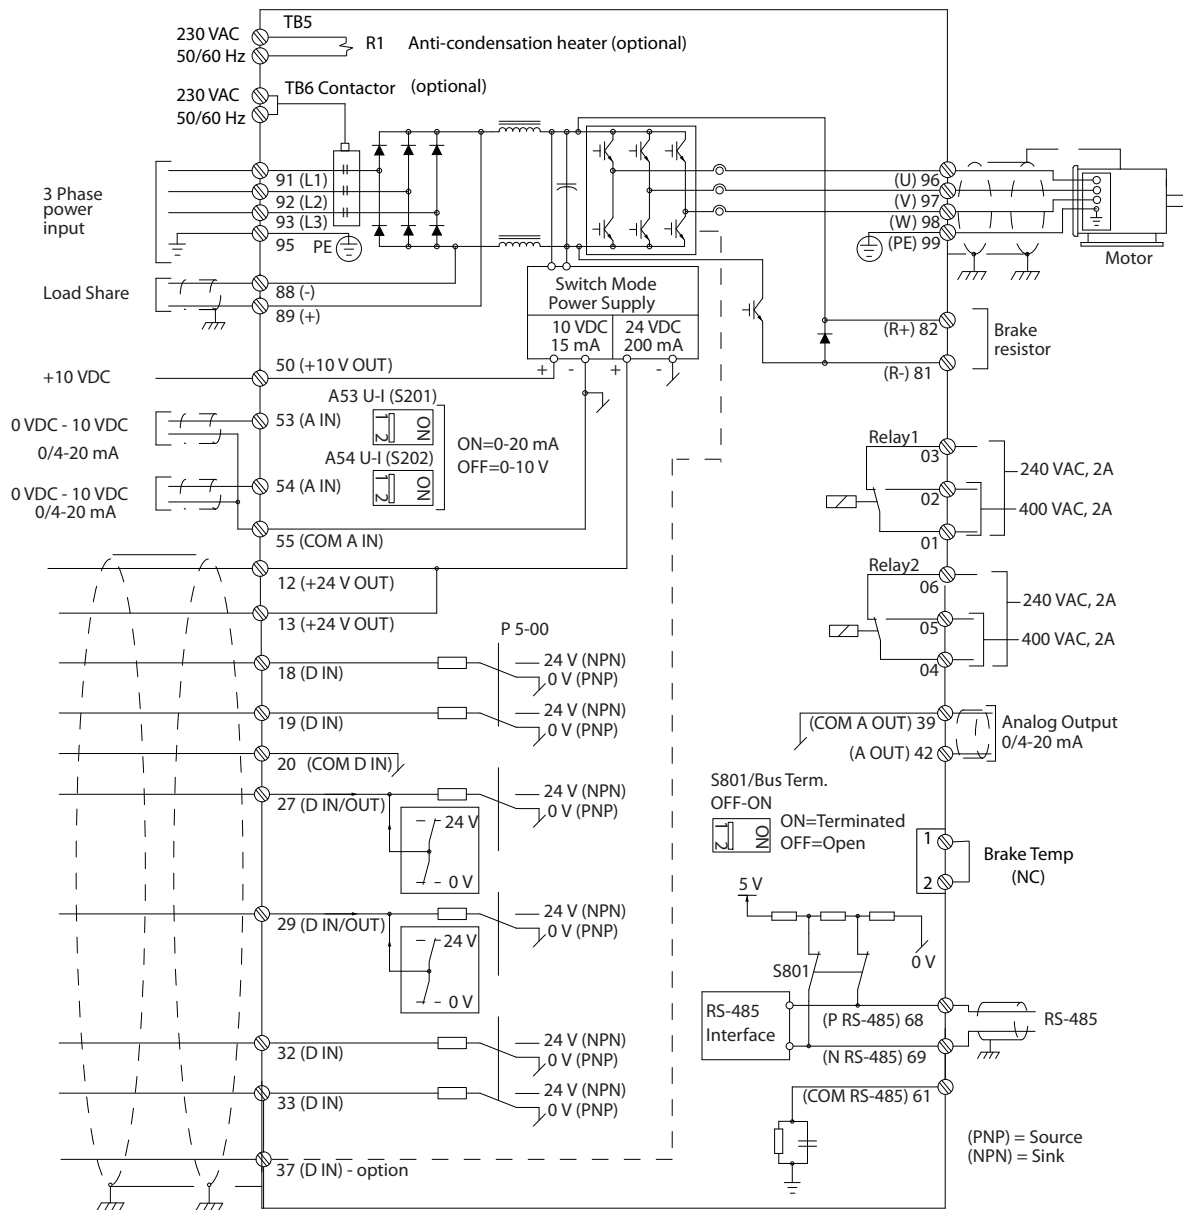 TB5
230 VAC
50/60 Hz
R1
Anti-condensation heater (optional)
TB6 Contactor (optional)
230 VAC
50/60 Hz
3 Phase
power
input
91 (L1)
92 (L2)
93 (L3)
95
PE
(U) 96
(V) 97
(W) 98
(PE) 99
Motor
Load Share
88 (-)
89 (+)
Switch Mode
Power Supply
10 VDC
15 mA
24 VDC
200 mA
+ - + -
(R+) 82
(R-) 81
Brake
resistor
+10 VDC
50 (+10 V OUT)
0 VDC - 10 VDC
0/4-20 mA
53 (A IN)
A53 U-I (S201)
1 2
ON
A54 U-I (S202)
1 2
ON
ON=0-20 mA
OFF=0-10 V
0 VDC - 10 VDC
0/4-20 mA
54 (A IN)
55 (COM A IN)
12 (+24 V OUT)
13 (+24 V OUT)
Relay1
03
02
01
240 VAC, 2A
400 VAC, 2A
Relay2
06
05
04
240 VAC, 2A
400 VAC, 2A
P 5-00
18 (D IN)
24 V (NPN)
0 V (PNP)
19 (D IN)
24 V (NPN)
0 V (PNP)
20 (COM D IN)
27 (D IN/OUT)
24 V (NPN)
0 V (PNP)
24 V
0 V
29 (D IN/OUT)
24 V (NPN)
0 V (PNP)
24 V
0 V
32 (D IN)
24 V (NPN)
0 V (PNP)
33 (D IN)
24 V (NPN)
0 V (PNP)
37 (D IN) - option
(COM A OUT) 39
(A OUT) 42
Analog Output
0/4-20 mA
S801/Bus Term.
OFF-ON
1 2
ON
ON=Terminated
OFF=Open
1
2
Brake Temp
(NC)
5 V
0 V
S801
RS-485
Interface
(P RS-485) 68
(N RS-485) 69
RS-485
(COM RS-485) 61
(PNP) = Source
(NPN) = Sink